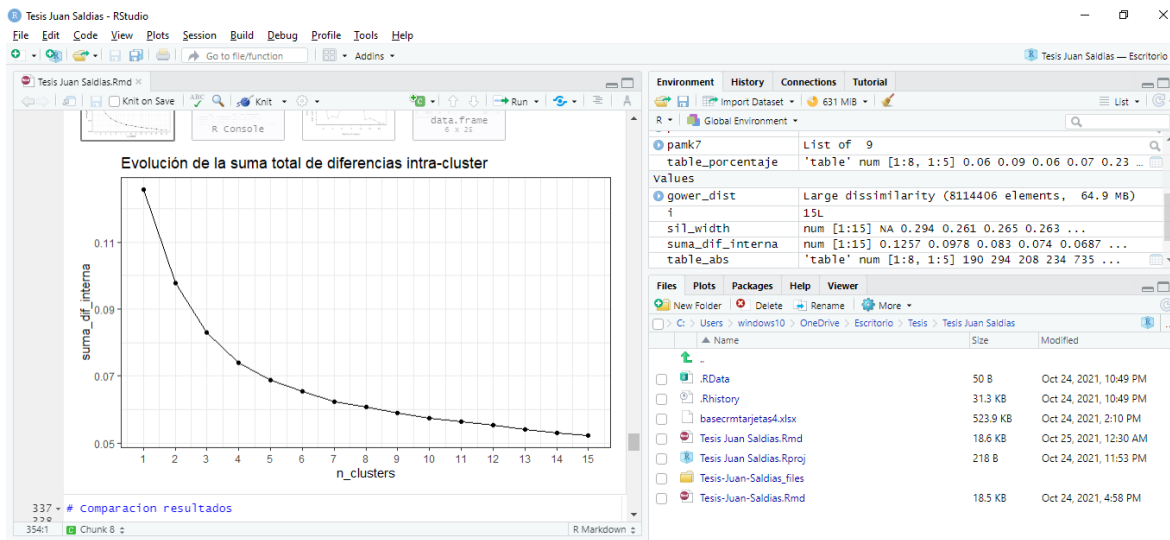 Tesis Juan Saldias - RStudio
File Edit Code View Plots Session Build Debug Profile Tools Help
Go to file/function Addins
Tesis Juan Saldias — Escritorio
Tesis Juan Saldias.Rmd
Knit on Save ABC Knit Run
R Console
data.frame
6 x 25
Evolución de la suma total de diferencias intra-cluster
suma_dif_interna
0.11
0.09
0.07
0.05
1 2 3 4 5 6 7 8 9 10 11 12 13 14 15
n_clusters
337 # Comparacion resultados
338
354:1 Chunk 8 R Markdown
Environment History Connections Tutorial
Import Dataset 631 MiB List
R Global Environment
pamk7 List of 9
table_porcentaje 'table' num [1:8, 1:5] 0.06 0.09 0.06 0.07 0.23 …
Values
gower_dist Large dissimilarity (8114406 elements, 64.9 MB)
i 15L
sil_width num [1:15] NA 0.294 0.261 0.265 0.263 ...
suma_dif_interna num [1:15] 0.1257 0.0978 0.083 0.074 0.0687 ...
table_abs 'table' num [1:8, 1:5] 190 294 208 234 735 ...
Files Plots Packages Help Viewer
New Folder Delete Rename More
C: > Users > windows10 > OneDrive > Escritorio > Tesis > Tesis Juan Saldias
Name Size Modified
..
.RData 50 B Oct 24, 2021, 10:49 PM
.Rhistory 31.3 KB Oct 24, 2021, 10:49 PM
basecrmtarjetas4.xlsx 523.9 KB Oct 24, 2021, 2:10 PM
Tesis Juan Saldias.Rmd 18.6 KB Oct 25, 2021, 12:30 AM
Tesis Juan Saldias.Rproj 218 B Oct 24, 2021, 11:53 PM
Tesis-Juan-Saldias_files
Tesis-Juan-Saldias.Rmd 18.5 KB Oct 24, 2021, 4:58 PM